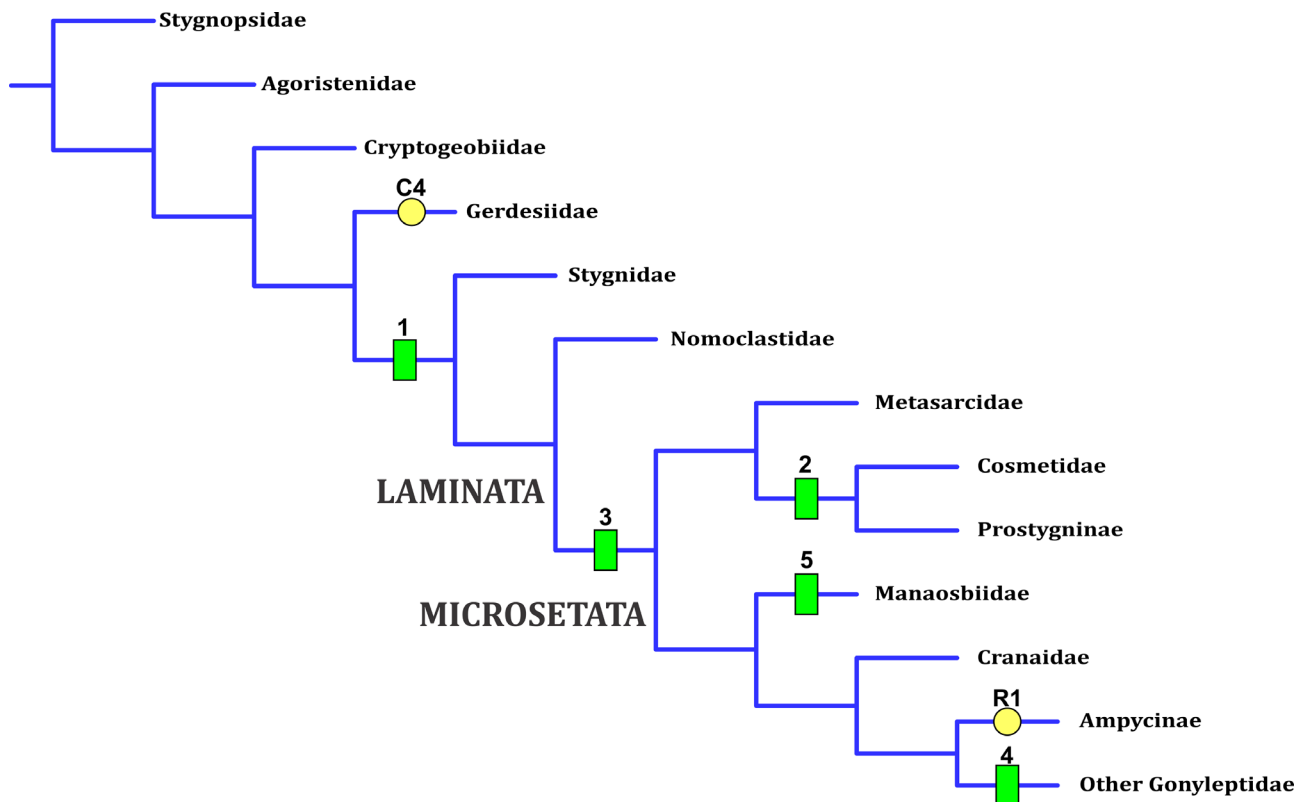 Stygnopsidae
Agoristenidae
Cryptogeobiidae
C4
Gerdesiidae
Stygnidae
1
Nomoclastidae
Metasarcidae
2
Cosmetidae
LAMINATA
3
Prostygninae
5
Manaosbiidae
MICROSETATA
Cranaidae
R1
Ampycinae
4
Other Gonyleptidae